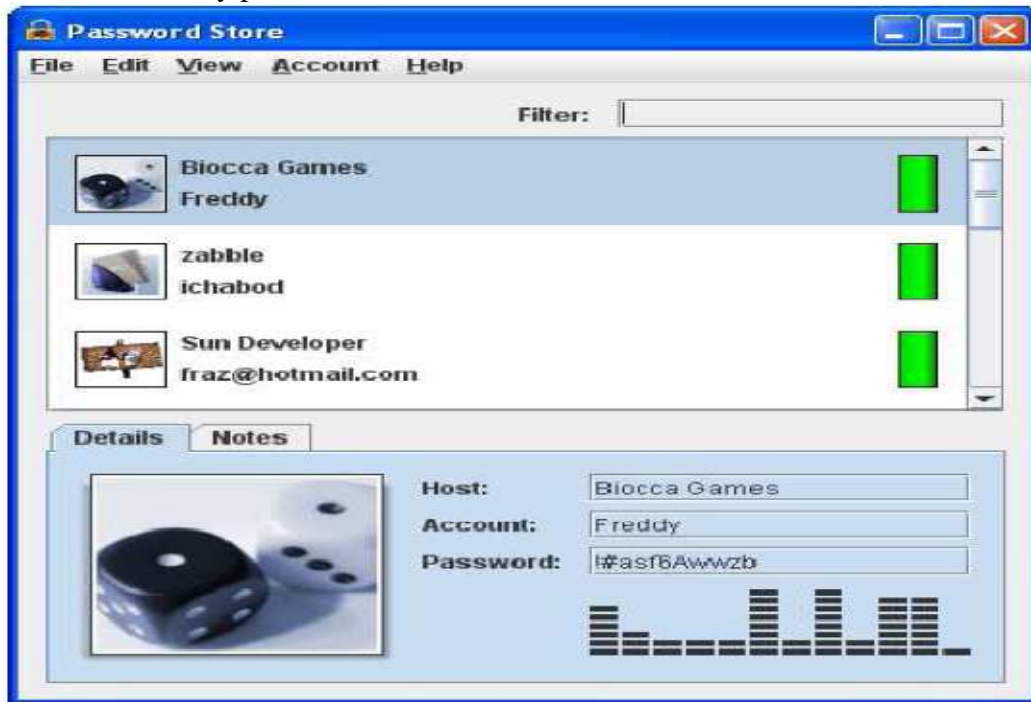 Password Store
File Edit View Account Help
Filter:
Biocca Games
Freddy
zabble
ichabod
Sun Developer
fraz@hotmail.com
Details Notes
Host: Biocca Games
Account: Freddy
Password: !#asf6Awwzb